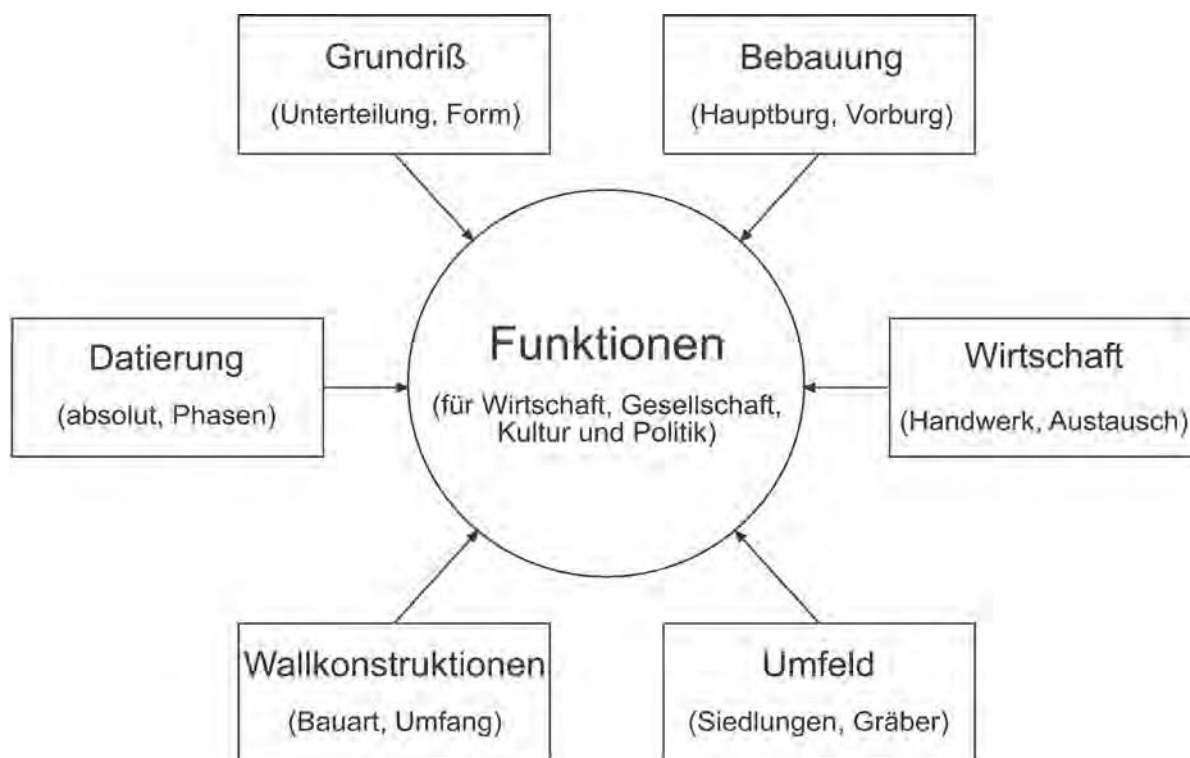 Grundriß
(Unterteilung, Form)
Bebauung
(Hauptburg, Vorburg)
Datierung
(absolut, Phasen)
Funktionen
(für Wirtschaft, Gesellschaft,
Kultur und Politik)
Wirtschaft
(Handwerk, Austausch)
Wallkonstruktionen
(Bauart, Umfang)
Umfeld
(Siedlungen, Gräber)